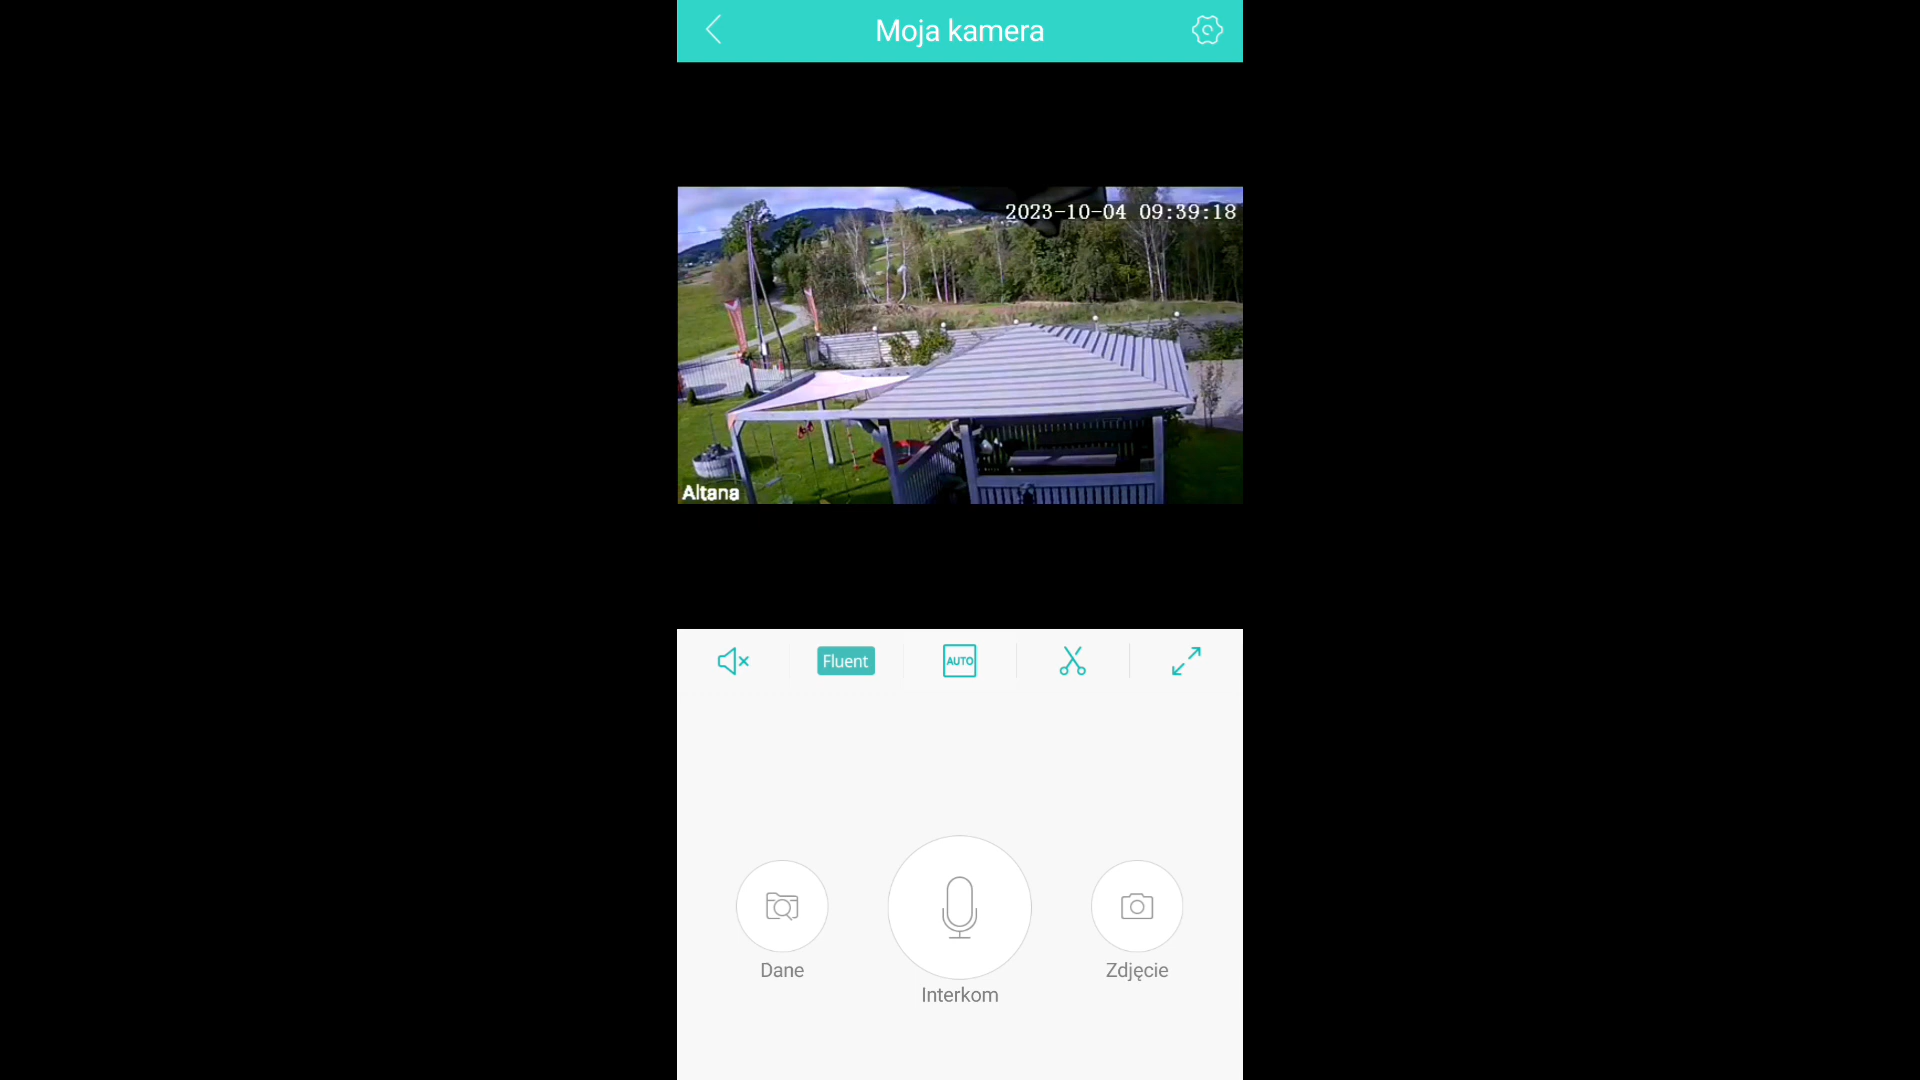 Moja kamera
2023-10-04 09:39:18
Altana
Fluent
AUTO
Dane
Interkom
Zdjęcie